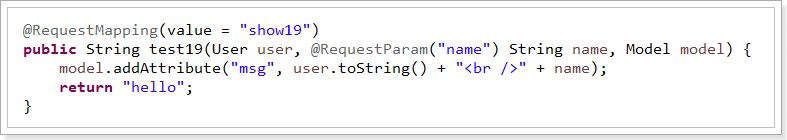 @RequestMapping(value = "show19")
public String test19(User user, @RequestParam("name") String name, Model model) {
    model.addAttribute("msg", user.toString() + "<br />" + name);
    return "hello";
}